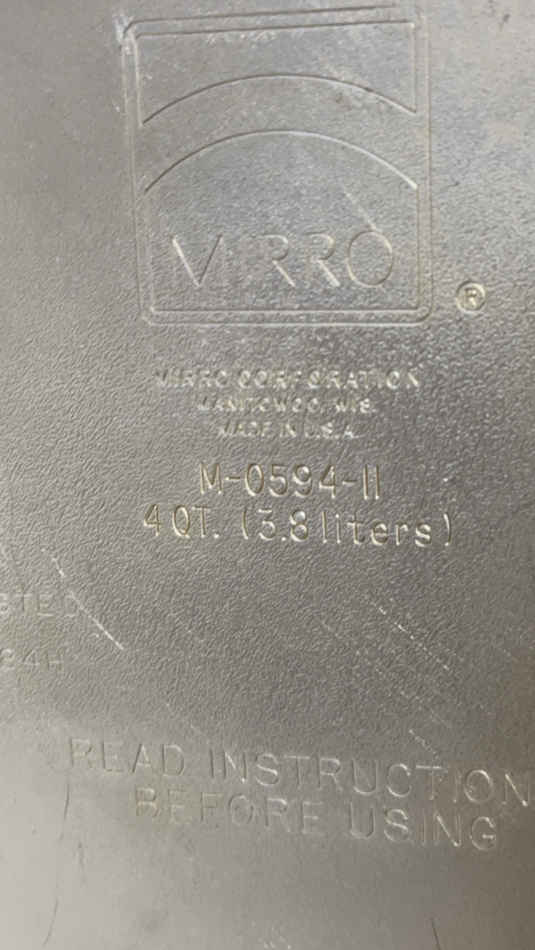 MIRRO
®
MIRRO CORPORATION
MANITOWOC, WIS.
MADE IN U.S.A.
M-0594-11
4 QT. (3.8 liters)
READ INSTRUCTION
BEFORE USING